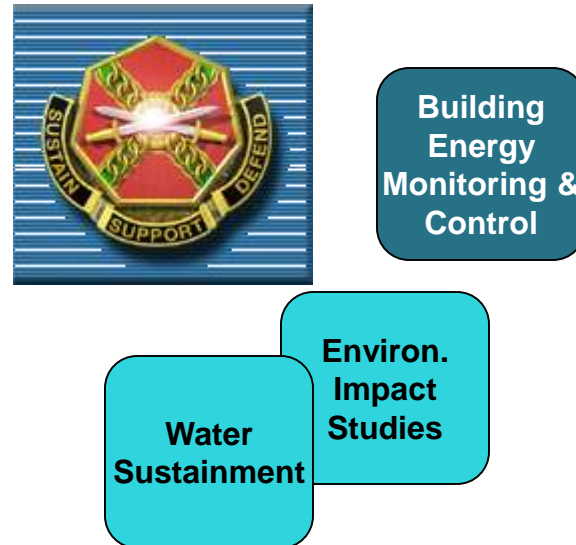 SUSTAIN
SUPPORT
DEFEND
Building
Energy
Monitoring &
Control
Environ.
Impact
Studies
Water
Sustainment